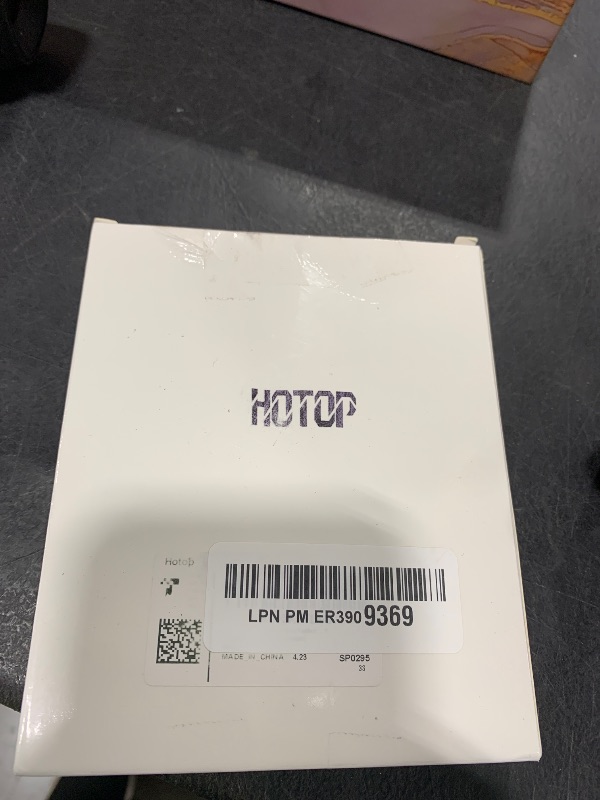 HOTOP
Hotop
LPN PM ER3909369
MADE IN CHINA 4.23 SP0295
33